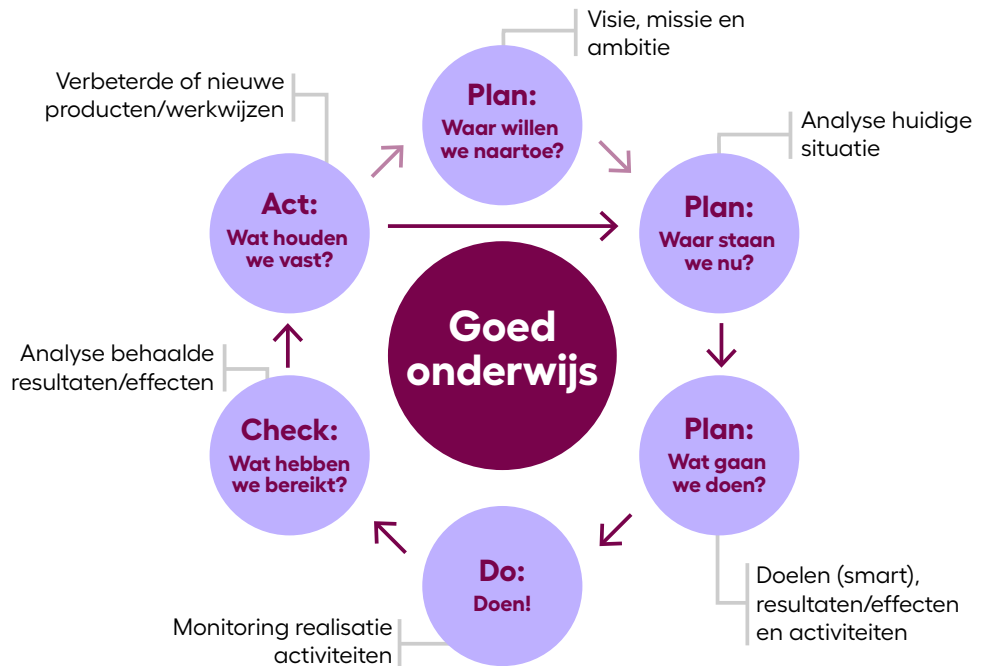 Visie, missie en
ambitie
Plan:
Waar willen
we naartoe?
Analyse huidige
situatie
Plan:
Waar staan
we nu?
Plan:
Wat gaan
we doen?
Doelen (smart),
resultaten/effecten
en activiteiten
Do:
Doen!
Monitoring realisatie
activiteiten
Check:
Wat hebben
we bereikt?
Analyse behaalde
resultaten/effecten
Act:
Wat houden
we vast?
Verbeterde of nieuwe
producten/werkwijzen
Goed
onderwijs